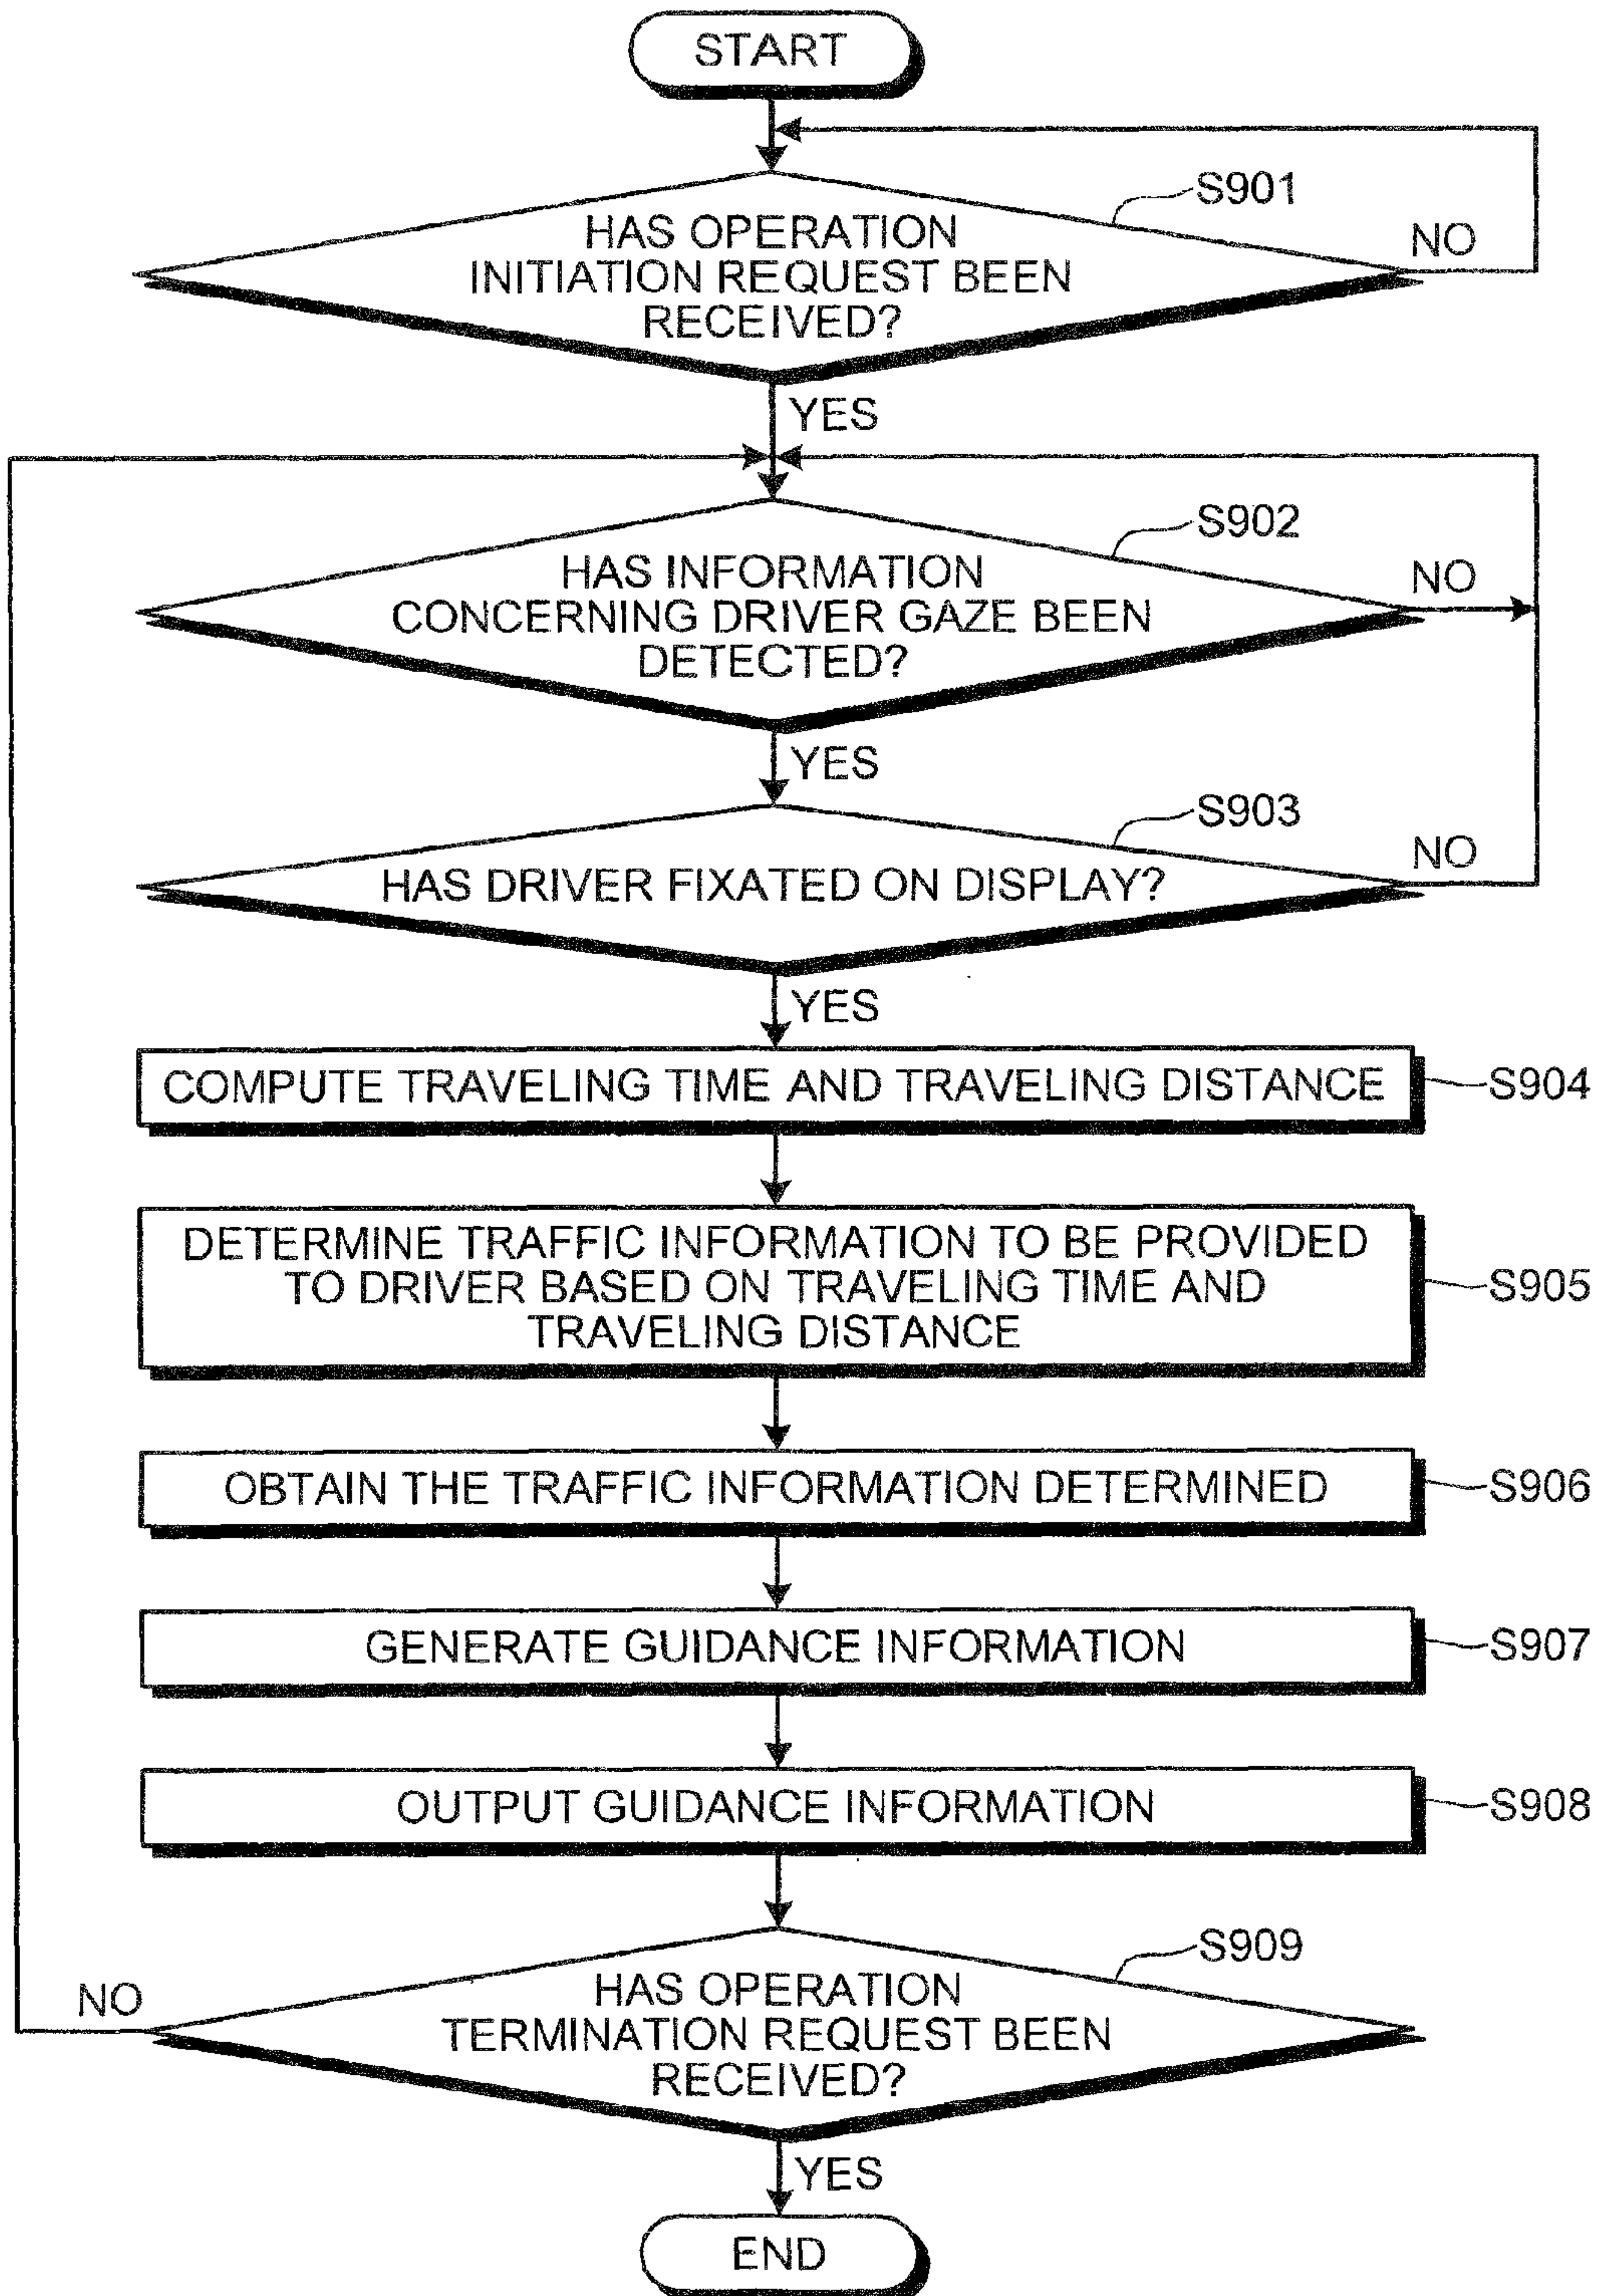 START
S901
HAS OPERATION
INITIATION REQUEST BEEN
RECEIVED?
NO
YES
S902
HAS INFORMATION
CONCERNING DRIVER GAZE BEEN
DETECTED?
NO
YES
S903
HAS DRIVER FIXATED ON DISPLAY?
NO
YES
COMPUTE TRAVELING TIME AND TRAVELING DISTANCE
S904
DETERMINE TRAFFIC INFORMATION TO BE PROVIDED
TO DRIVER BASED ON TRAVELING TIME AND
TRAVELING DISTANCE
S905
OBTAIN THE TRAFFIC INFORMATION DETERMINED
S906
GENERATE GUIDANCE INFORMATION
S907
OUTPUT GUIDANCE INFORMATION
S908
S909
HAS OPERATION
TERMINATION REQUEST BEEN
RECEIVED?
NO
YES
END